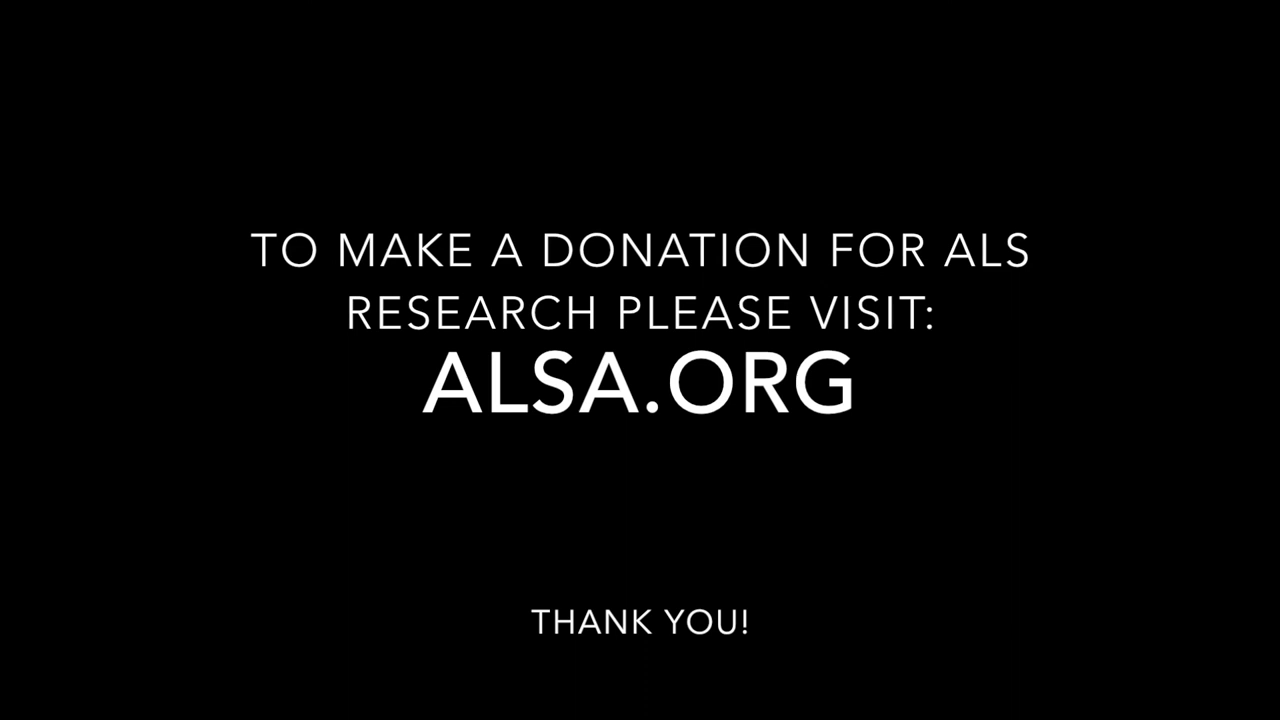 TO MAKE A DONATION FOR ALS
RESEARCH PLEASE VISIT:
ALSA.ORG
THANK YOU!